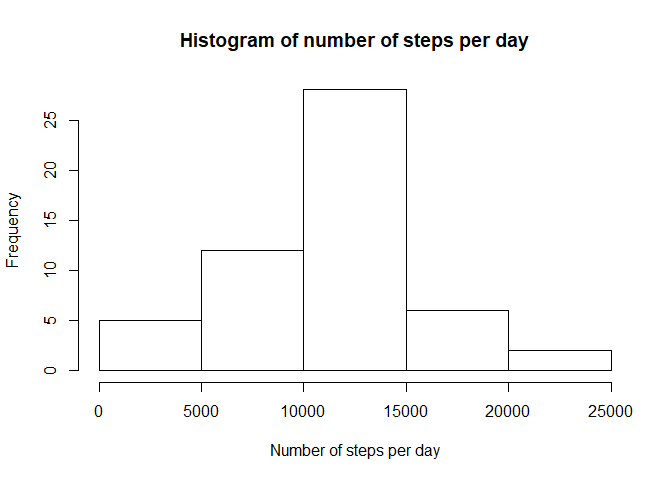 Histogram of number of steps per day
Frequency
25
20
15
10
5
0
0 5000 10000 15000 20000 25000
Number of steps per day